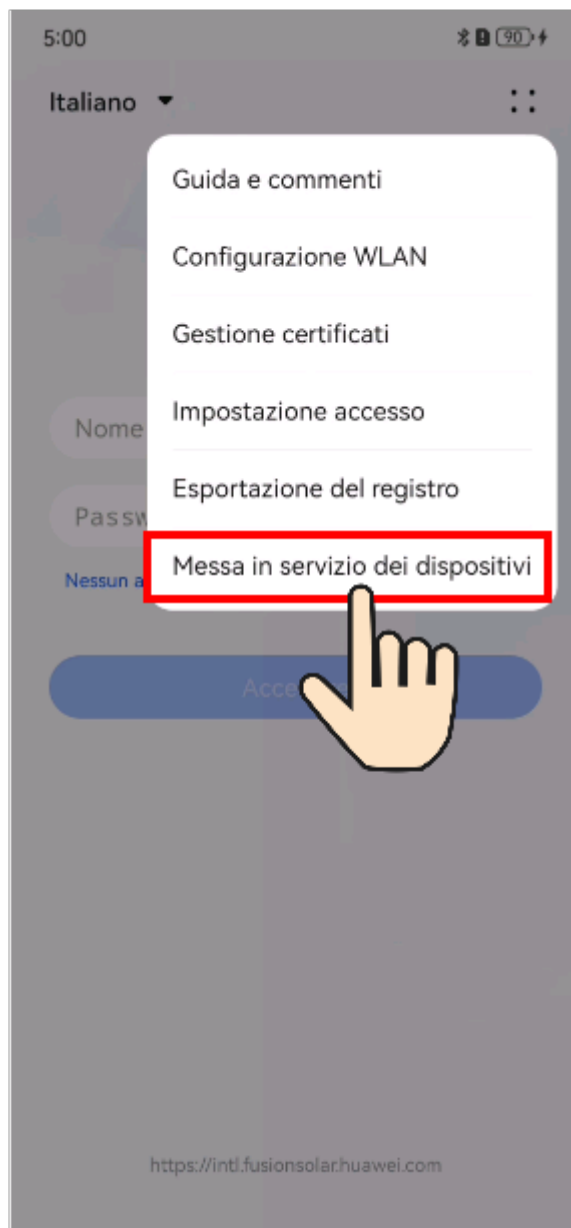 5:00
90
Italiano
Guida e commenti
Configurazione WLAN
Gestione certificati
Impostazione accesso
Nome
Esportazione del registro
Passw
Messa in servizio dei dispositivi
Nessun a
Acce
https://intl.fusionsolar.huawei.com